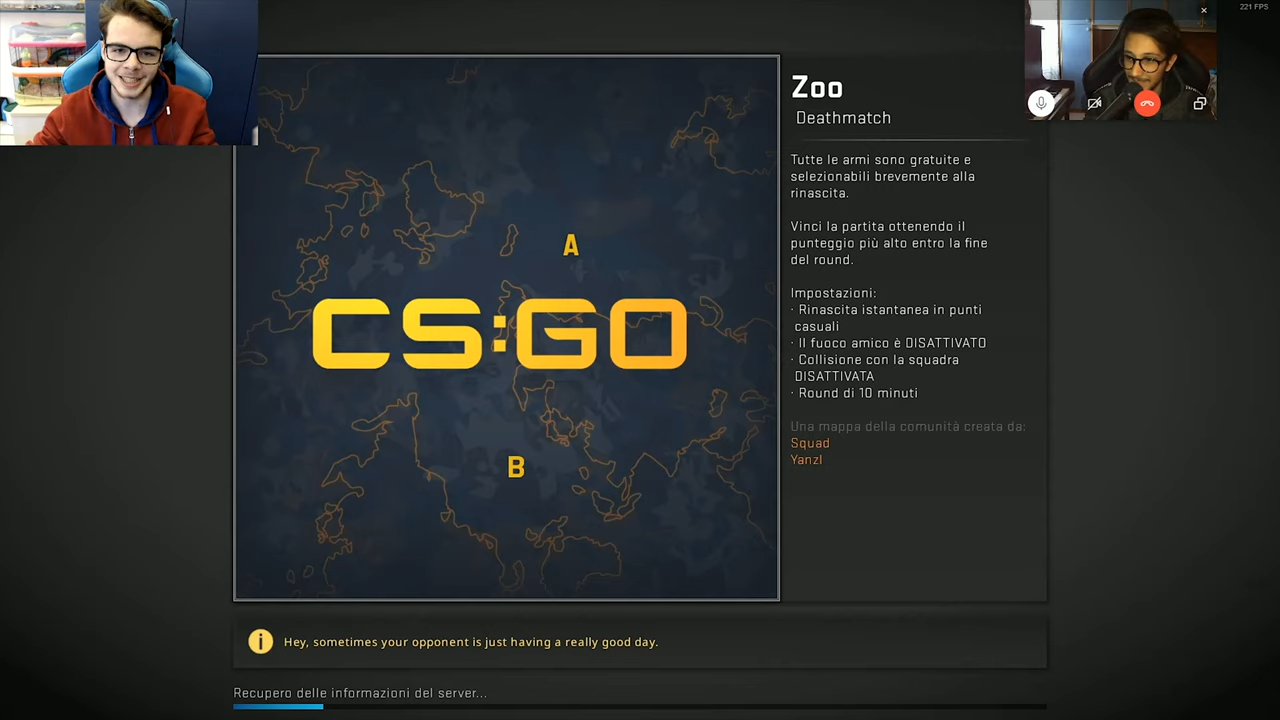 221 FPS
Zoo
Deathmatch
Tutte le armi sono gratuite e
selezionabili brevemente alla
rinascita.
Vinci la partita ottenendo il
punteggio più alto entro la fine
del round.
Impostazioni:
· Rinascita istantanea in punti
casuali
· Il fuoco amico è DISATTIVATO
· Collisione con la squadra
DISATTIVATA
· Round di 10 minuti
Una mappa della comunità creata da:
Squad
Yanzl
A
CS:GO
B
Hey, sometimes your opponent is just having a really good day.
Recupero delle informazioni del server...